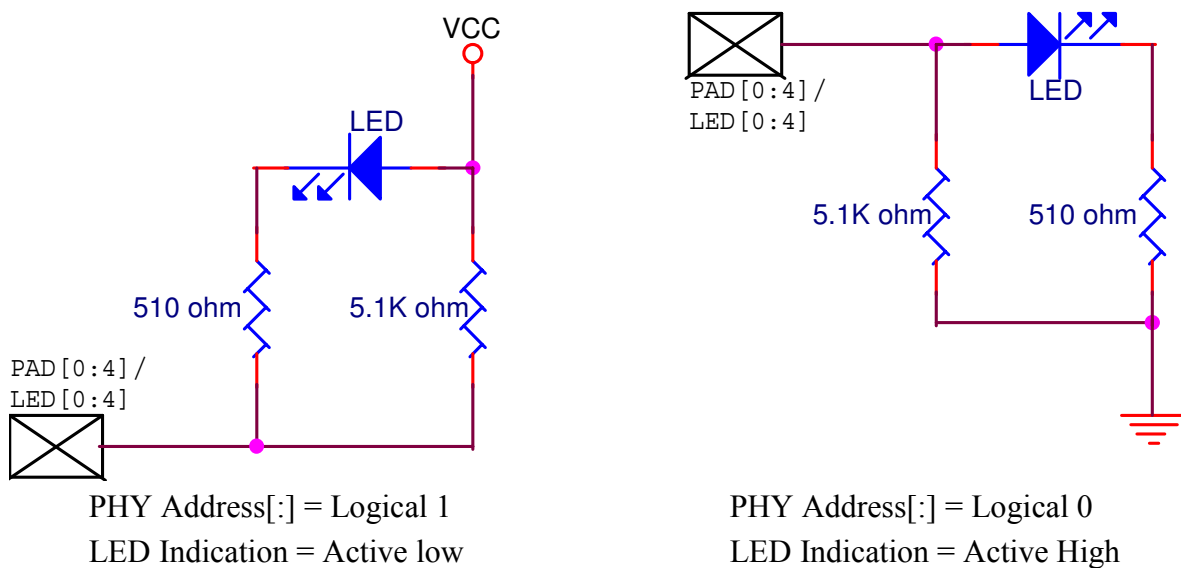 VCC
LED
510 ohm
5.1K ohm
PAD[0:4]/
LED[0:4]
PHY Address[:] = Logical 1
LED Indication = Active low
PAD[0:4]/
LED[0:4]
LED
5.1K ohm
510 ohm
PHY Address[:] = Logical 0
LED Indication = Active High